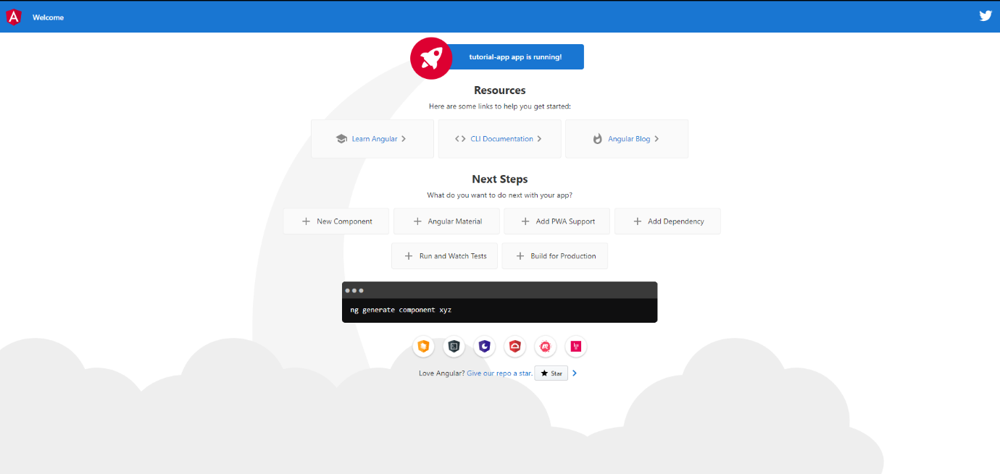 Welcome
tutorial-app app is running!
Resources
Here are some links to help you get started:
Learn Angular
CLI Documentation
Angular Blog
Next Steps
What do you want to do next with your app?
New Component
Angular Material
Add PWA Support
Add Dependency
Run and Watch Tests
Build for Production
ng generate component xyz
Love Angular? Give our repo a star. Star